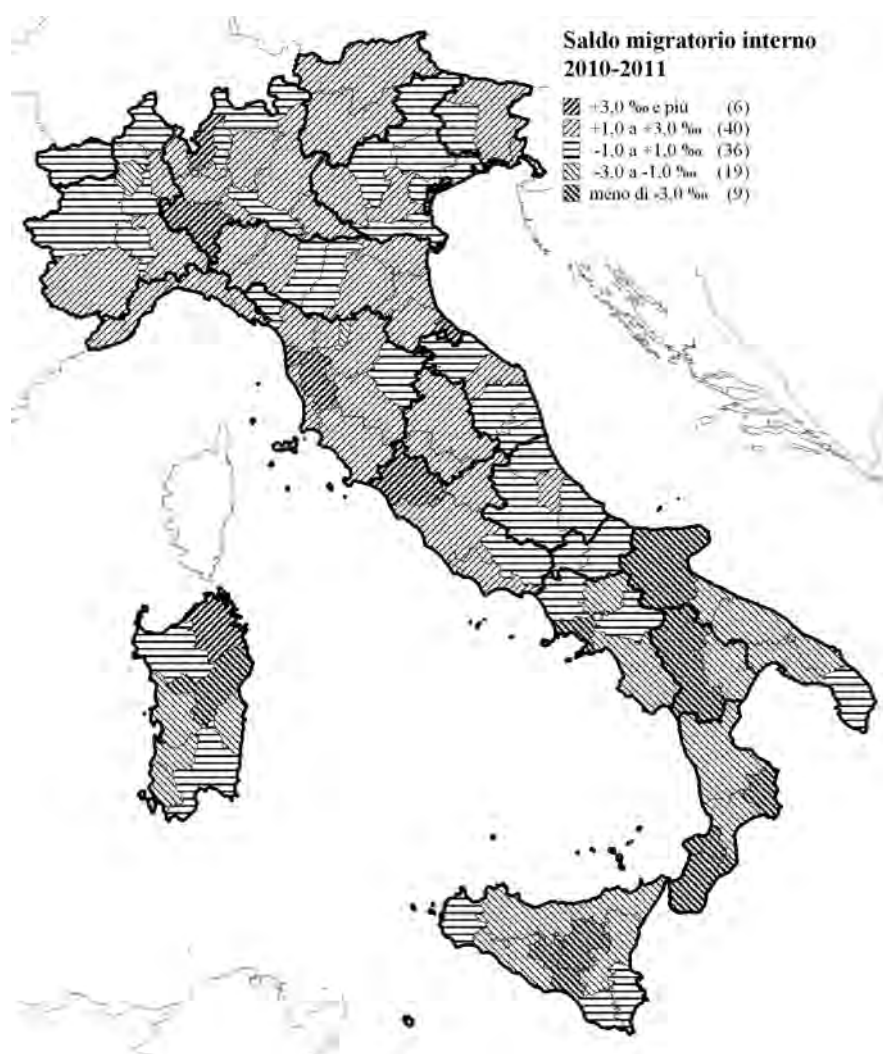 Saldo migratorio interno
2010-2011
+3,0 ‰ e più (6)
+1,0 a +3,0 ‰ (40)
-1,0 a +1,0 ‰ (36)
-3,0 a -1,0 ‰ (19)
meno di -3,0 ‰ (9)